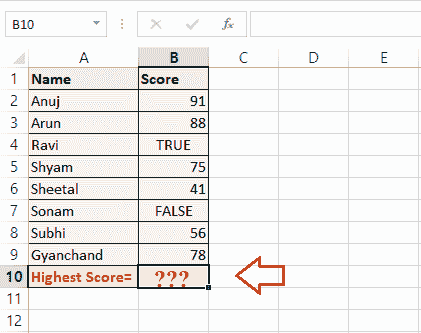 B10 fx
A B C D E
1 Name Score
2 Anuj 91
3 Arun 88
4 Ravi TRUE
5 Shyam 75
6 Sheetal 41
7 Sonam FALSE
8 Subhi 56
9 Gyanchand 78
10 Highest Score= ???
11
12